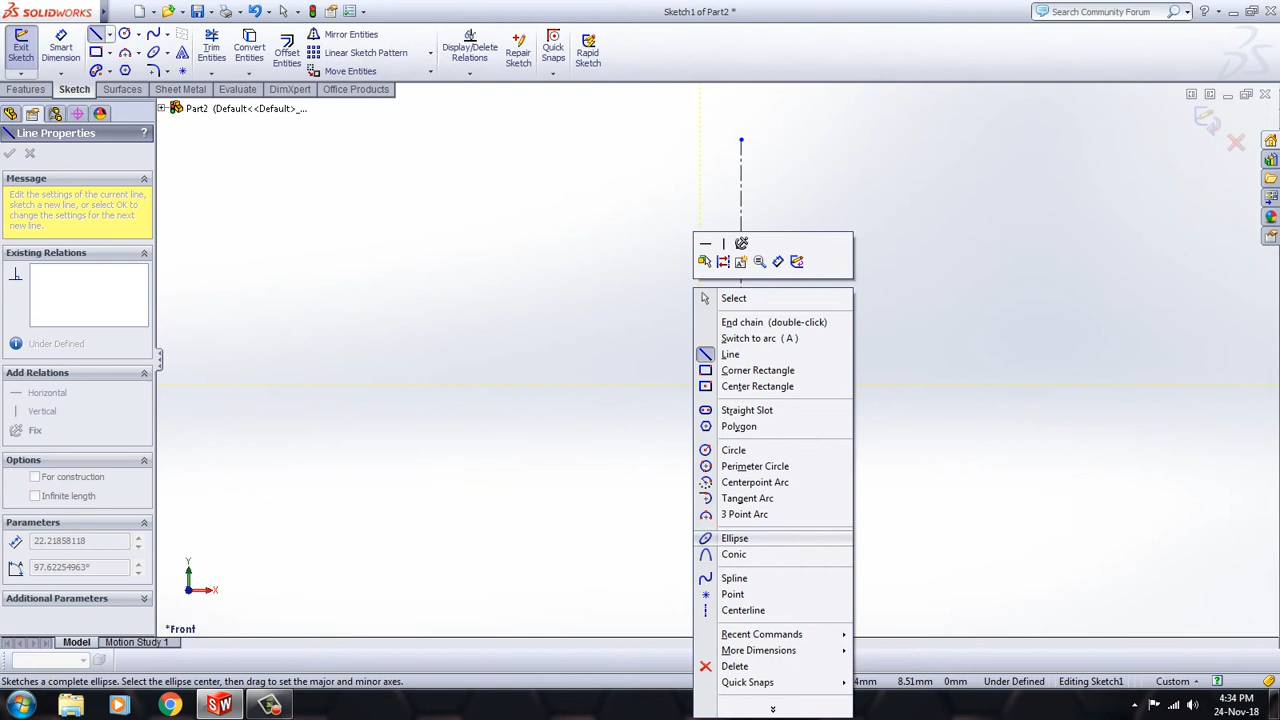 SOLIDWORKS
Sketch1 of Part2 *
Search Community Forum
Exit Sketch
Smart Dimension
Trim Entities
Convert Entities
Offset Entities
Mirror Entities
Linear Sketch Pattern
Move Entities
Display/Delete Relations
Repair Sketch
Quick Snaps
Rapid Sketch
Features
Sketch
Surfaces
Sheet Metal
Evaluate
DimXpert
Office Products
Part2 (Default<<Default>_...
Line Properties
?
Message
Edit the settings of the current line,
sketch a new line, or select OK to
change the settings for the next
new line.
Existing Relations
Under Defined
Add Relations
Horizontal
Vertical
Fix
Options
For construction
Infinite length
Parameters
22.21858118
97.62254963°
Additional Parameters
Select
End chain (double-click)
Switch to arc ( A )
Line
Corner Rectangle
Center Rectangle
Straight Slot
Polygon
Circle
Perimeter Circle
Centerpoint Arc
Tangent Arc
3 Point Arc
Ellipse
Conic
Spline
Point
Centerline
Recent Commands
More Dimensions
Delete
Quick Snaps
Y
X
*Front
Model
Motion Study 1
Sketches a complete ellipse. Select the ellipse center, then drag to set the major and minor axes.
4mm
8.51mm
0mm
Under Defined
Editing Sketch1
Custom
?
SW
4:34 PM
24-Nov-18